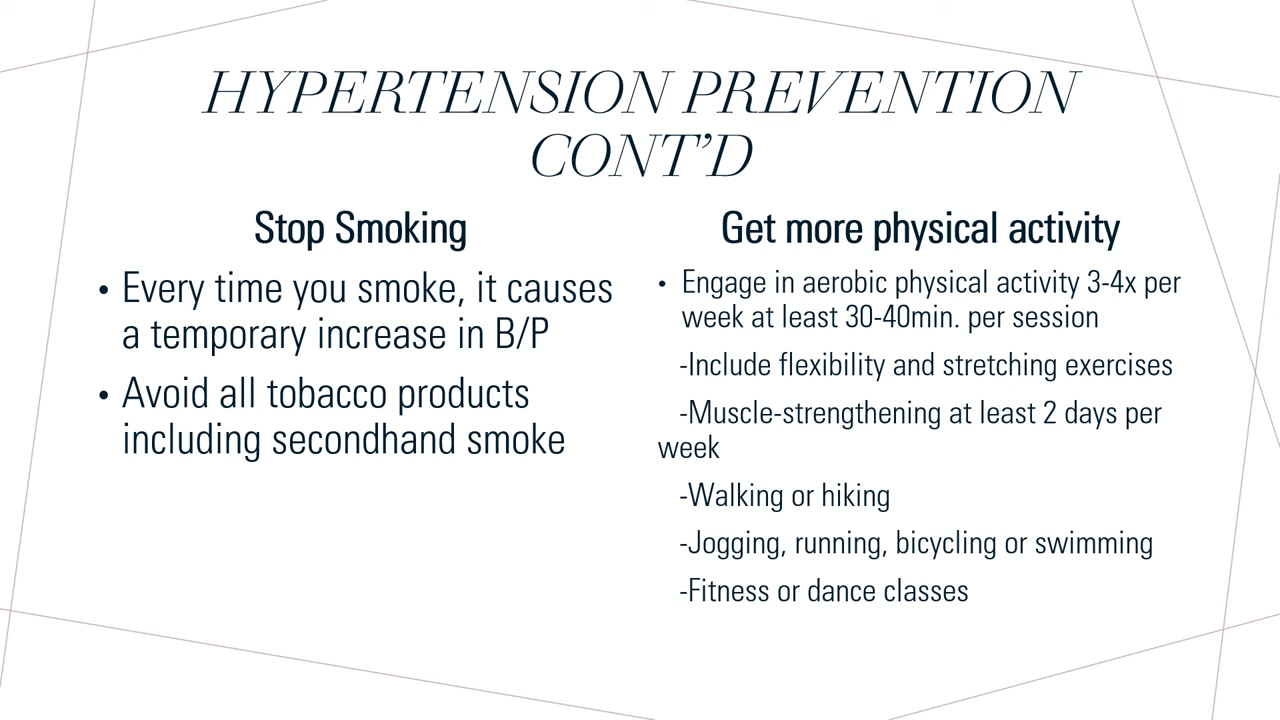 HYPERTENSION PREVENTION
CONT’D
Stop Smoking
• Every time you smoke, it causes
a temporary increase in B/P
• Avoid all tobacco products
including secondhand smoke
Get more physical activity
• Engage in aerobic physical activity 3-4x per
week at least 30-40min. per session
-Include flexibility and stretching exercises
-Muscle-strengthening at least 2 days per
week
-Walking or hiking
-Jogging, running, bicycling or swimming
-Fitness or dance classes